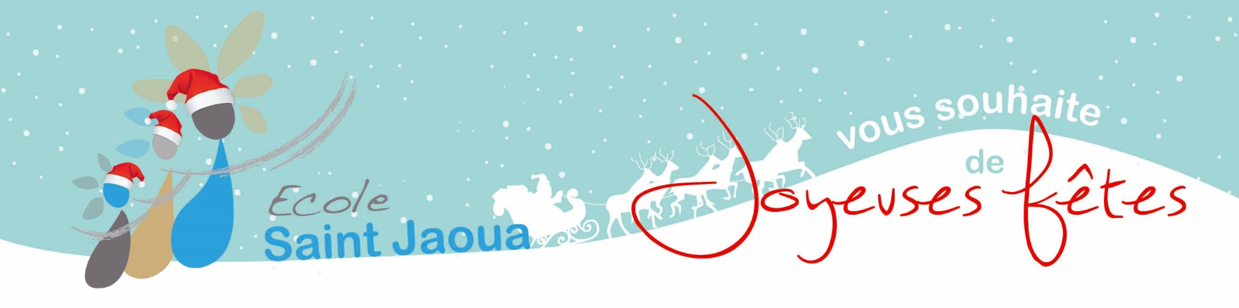 Ecole
Saint Jaoua
vous souhaite
de
Joyeuses fêtes